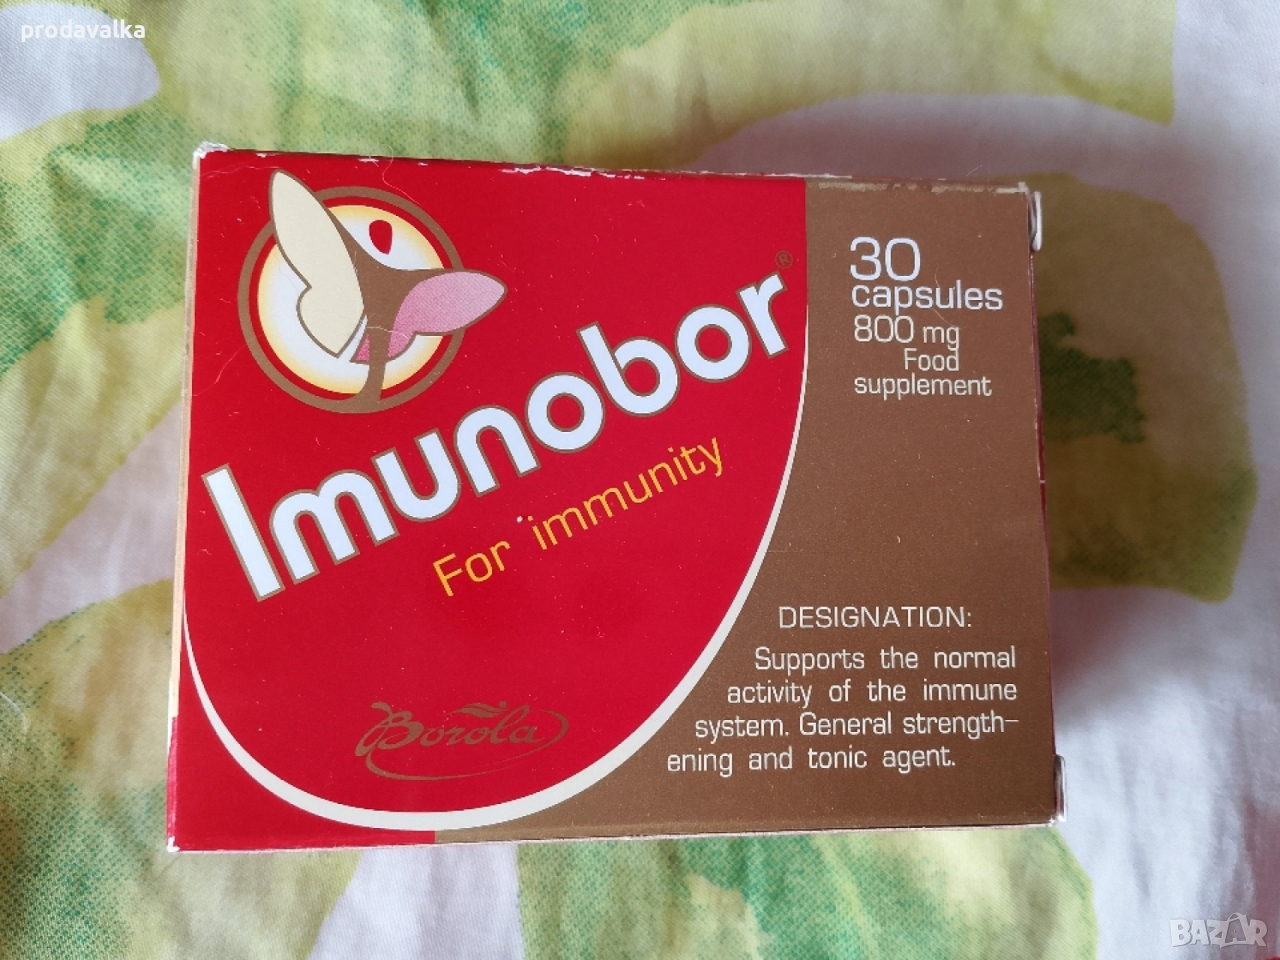 prodavalka
Imunobor®
For immunity
Borola
30
capsules
800 mg
Food
supplement
DESIGNATION:
Supports the normal
activity of the immune
system. General strength-
ening and tonic agent.
BAZAR